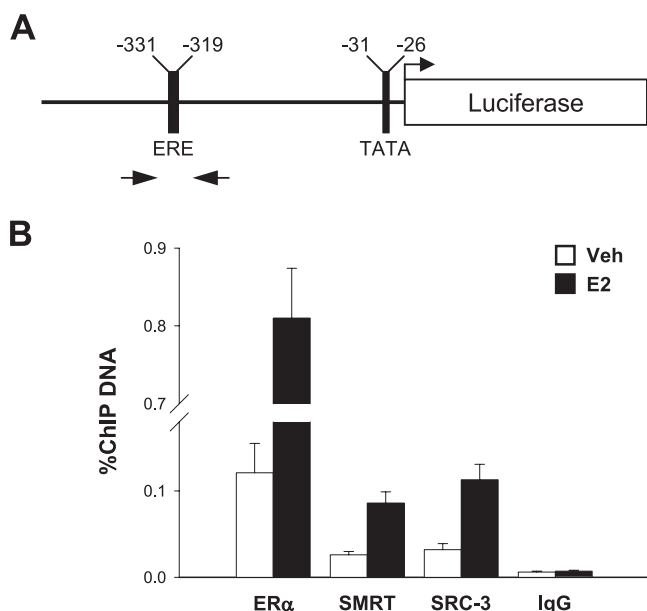 A
-331 -319 -31 -26
Luciferase
ERE TATA
B
0.9
Veh
E2
0.8
0.7
0.1
0.0
%ChIP DNA
ERα SMRT SRC-3 IgG